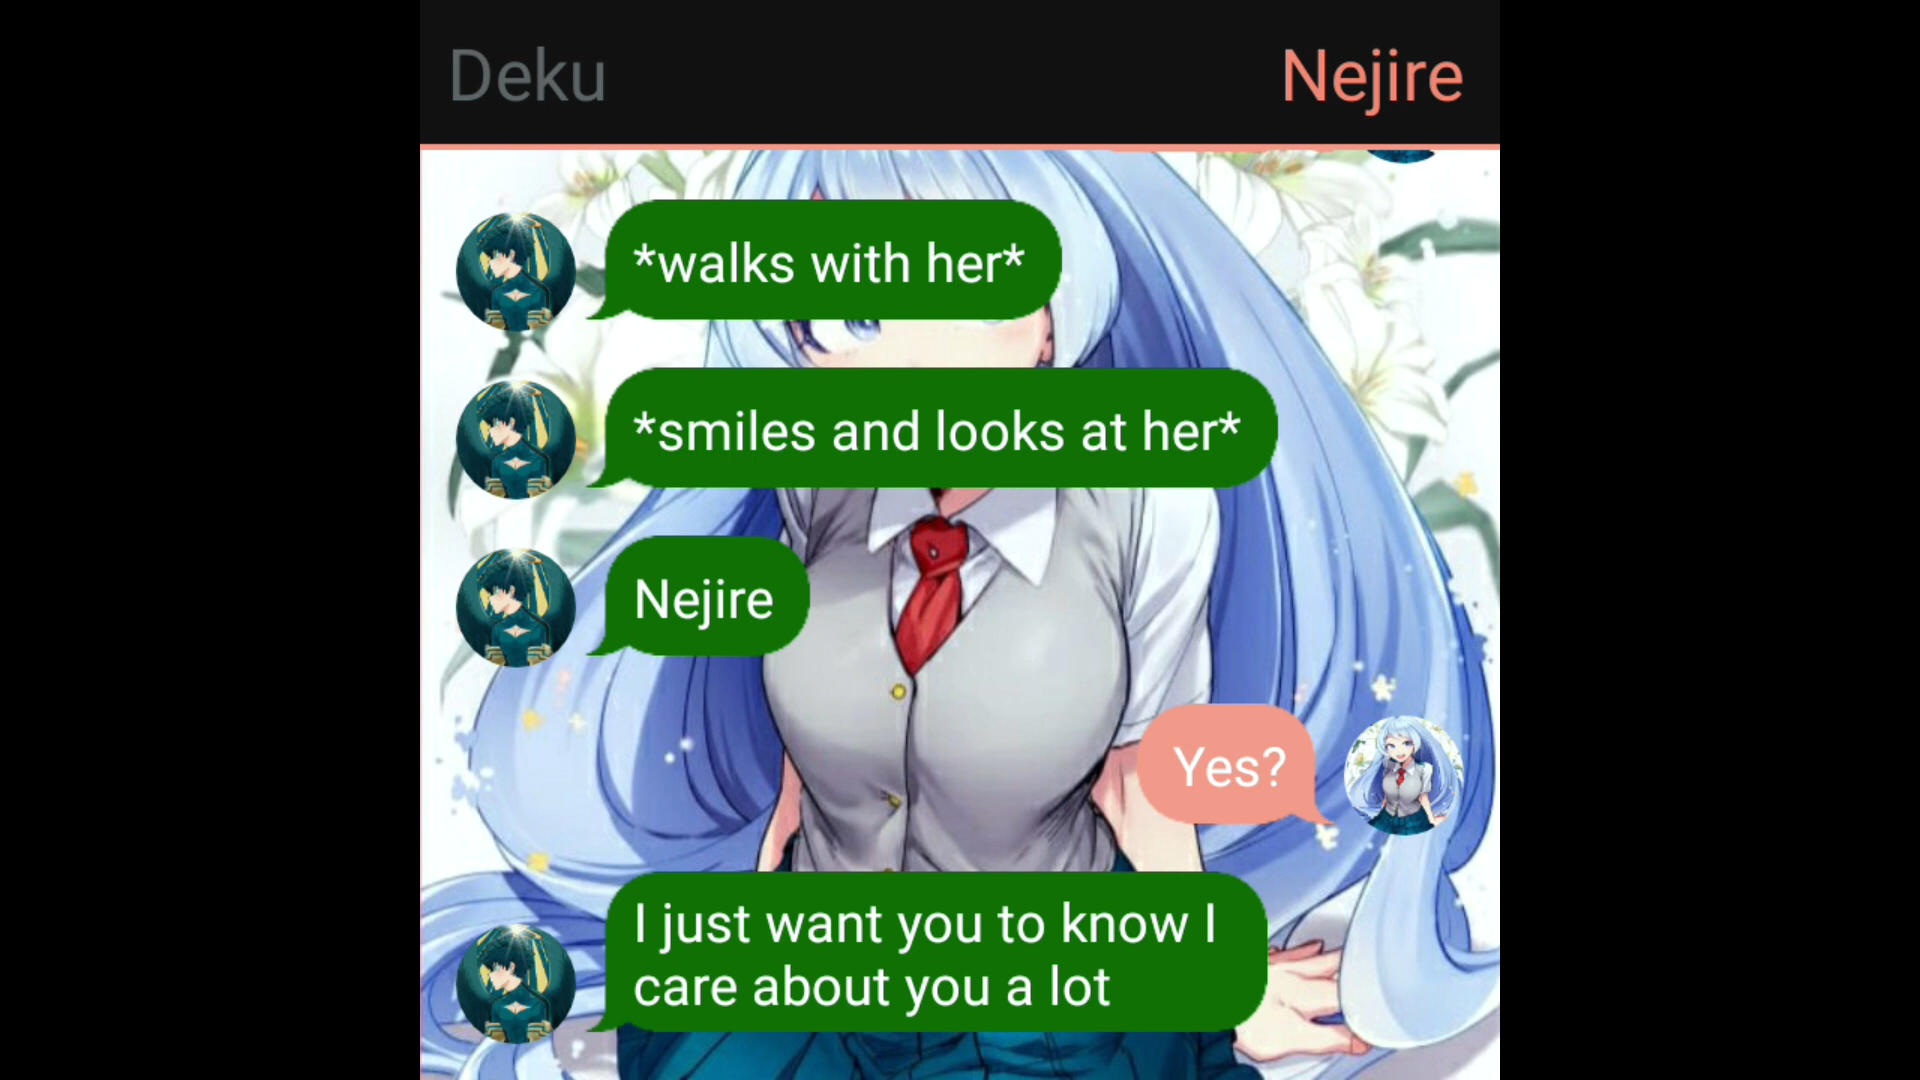 Deku
Nejire
*walks with her*
*smiles and looks at her*
Nejire
Yes?
I just want you to know I
care about you a lot